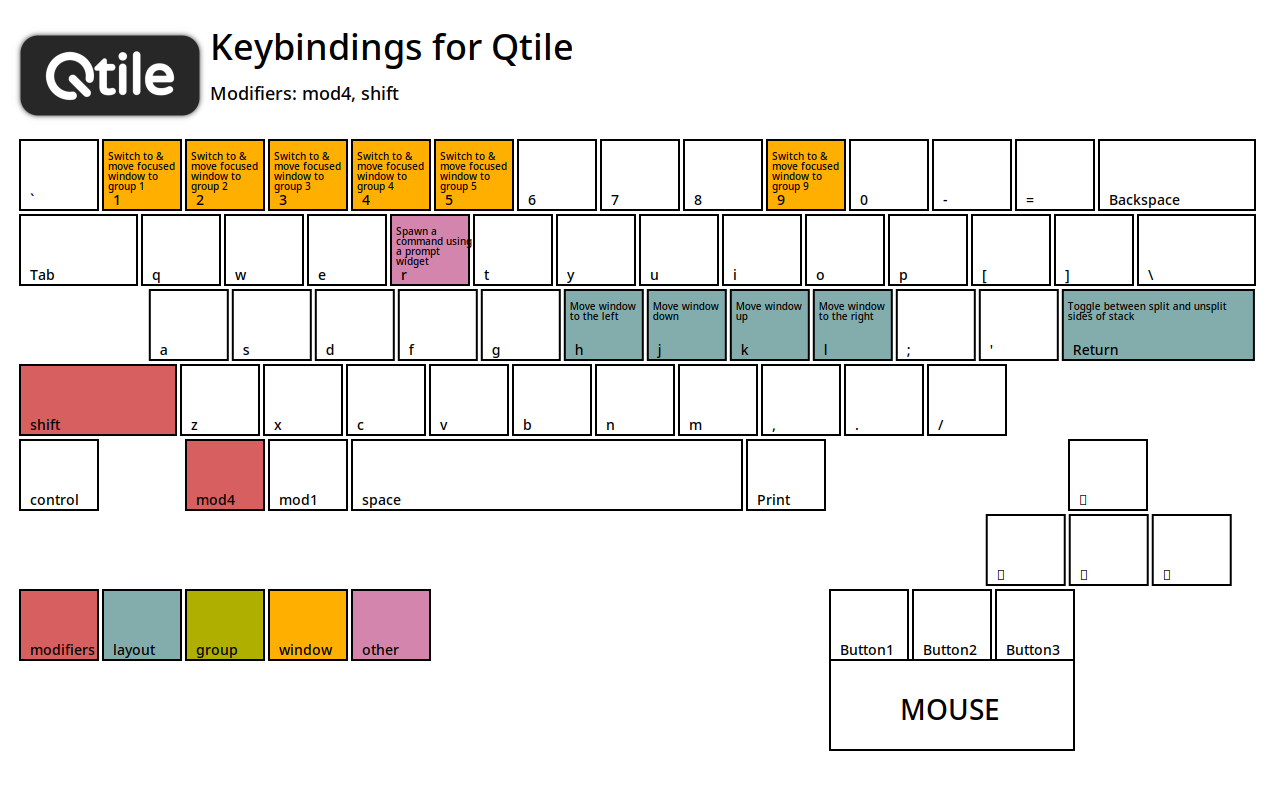 Qtile
Keybindings for Qtile
Modifiers: mod4, shift
Switch to &
move focused
window to
group 1
1
Switch to &
move focused
window to
group 2
2
Switch to &
move focused
window to
group 3
3
Switch to &
move focused
window to
group 4
4
Switch to &
move focused
window to
group 5
5
Switch to &
move focused
window to
group 9
9
` 6 7 8 0 - = Backspace
Spawn a
command using
a prompt
widget
r
Tab q w e t y u i o p [ ] \
Move window
to the left
h
Move window
down
j
Move window
up
k
Move window
to the right
l
Toggle between split and unsplit
sides of stack
Return
a s d f g ; '
shift z x c v b n m , . /
control mod4 mod1 space Print
modifiers layout group window other
Button1 Button2 Button3
MOUSE